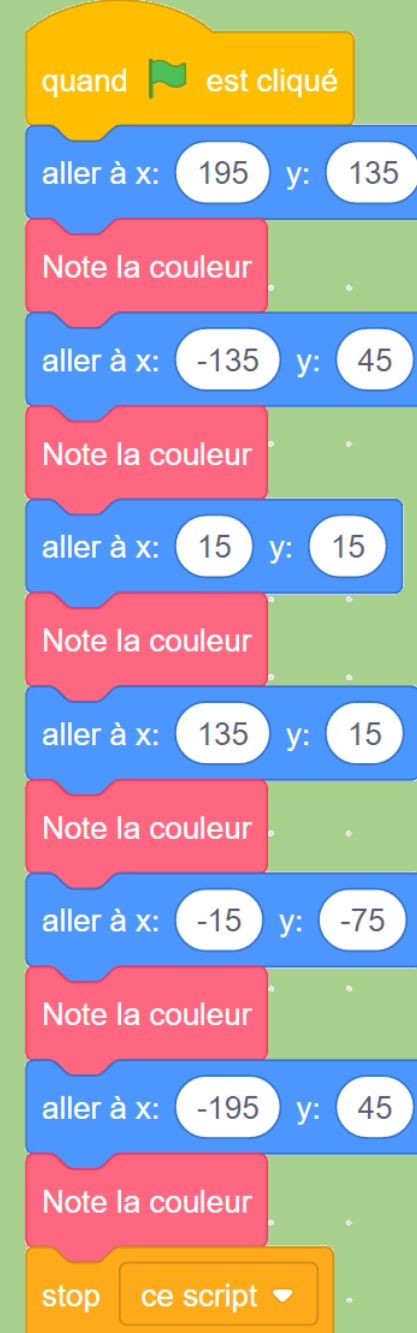 quand est cliqué
aller à x: 195 y: 135
Note la couleur
aller à x: -135 y: 45
Note la couleur
aller à x: 15 y: 15
Note la couleur
aller à x: 135 y: 15
Note la couleur
aller à x: -15 y: -75
Note la couleur
aller à x: -195 y: 45
Note la couleur
stop ce script